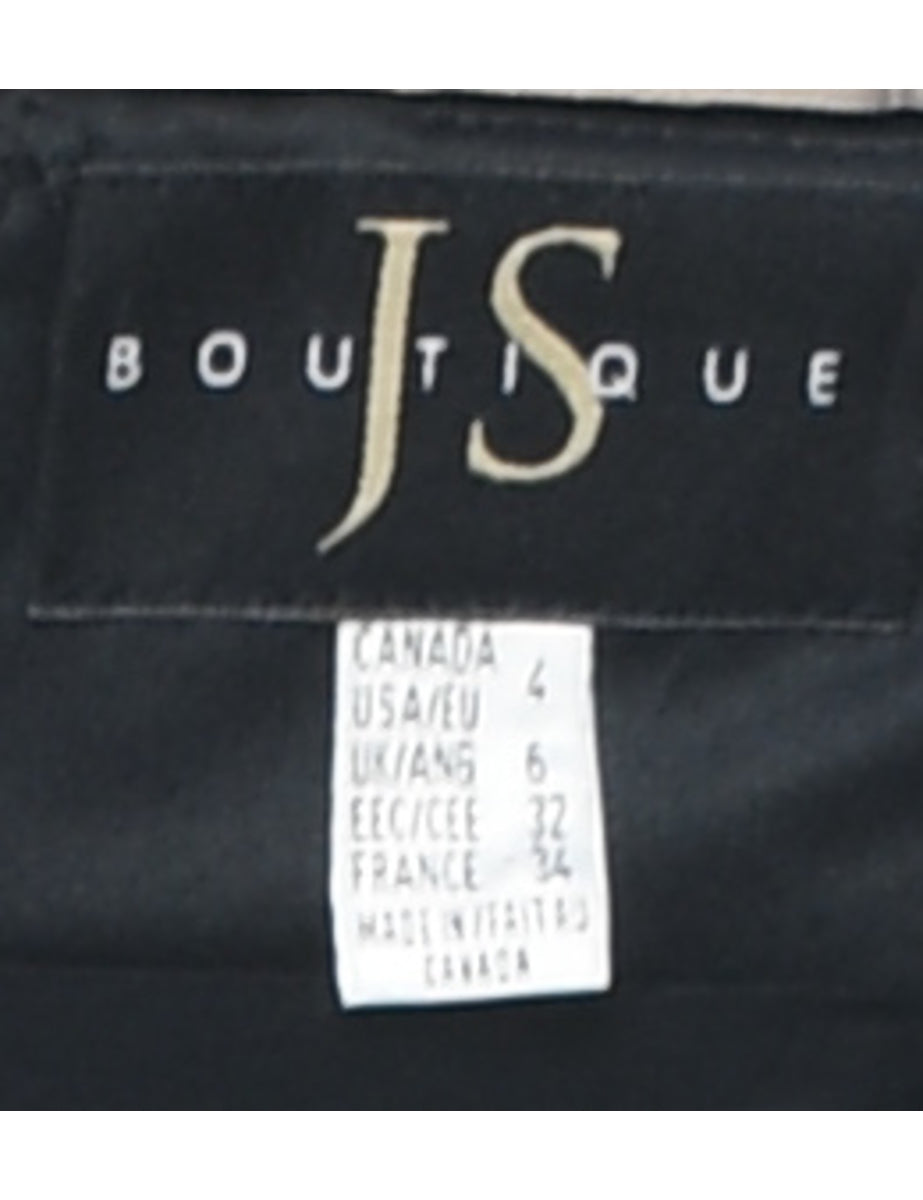 JS
BOUTIQUE
CANADA
USA/EU 4
UK/ANG 6
EEC/CEE 32
FRANCE 34
MADE IN/FAIT AU
CANADA